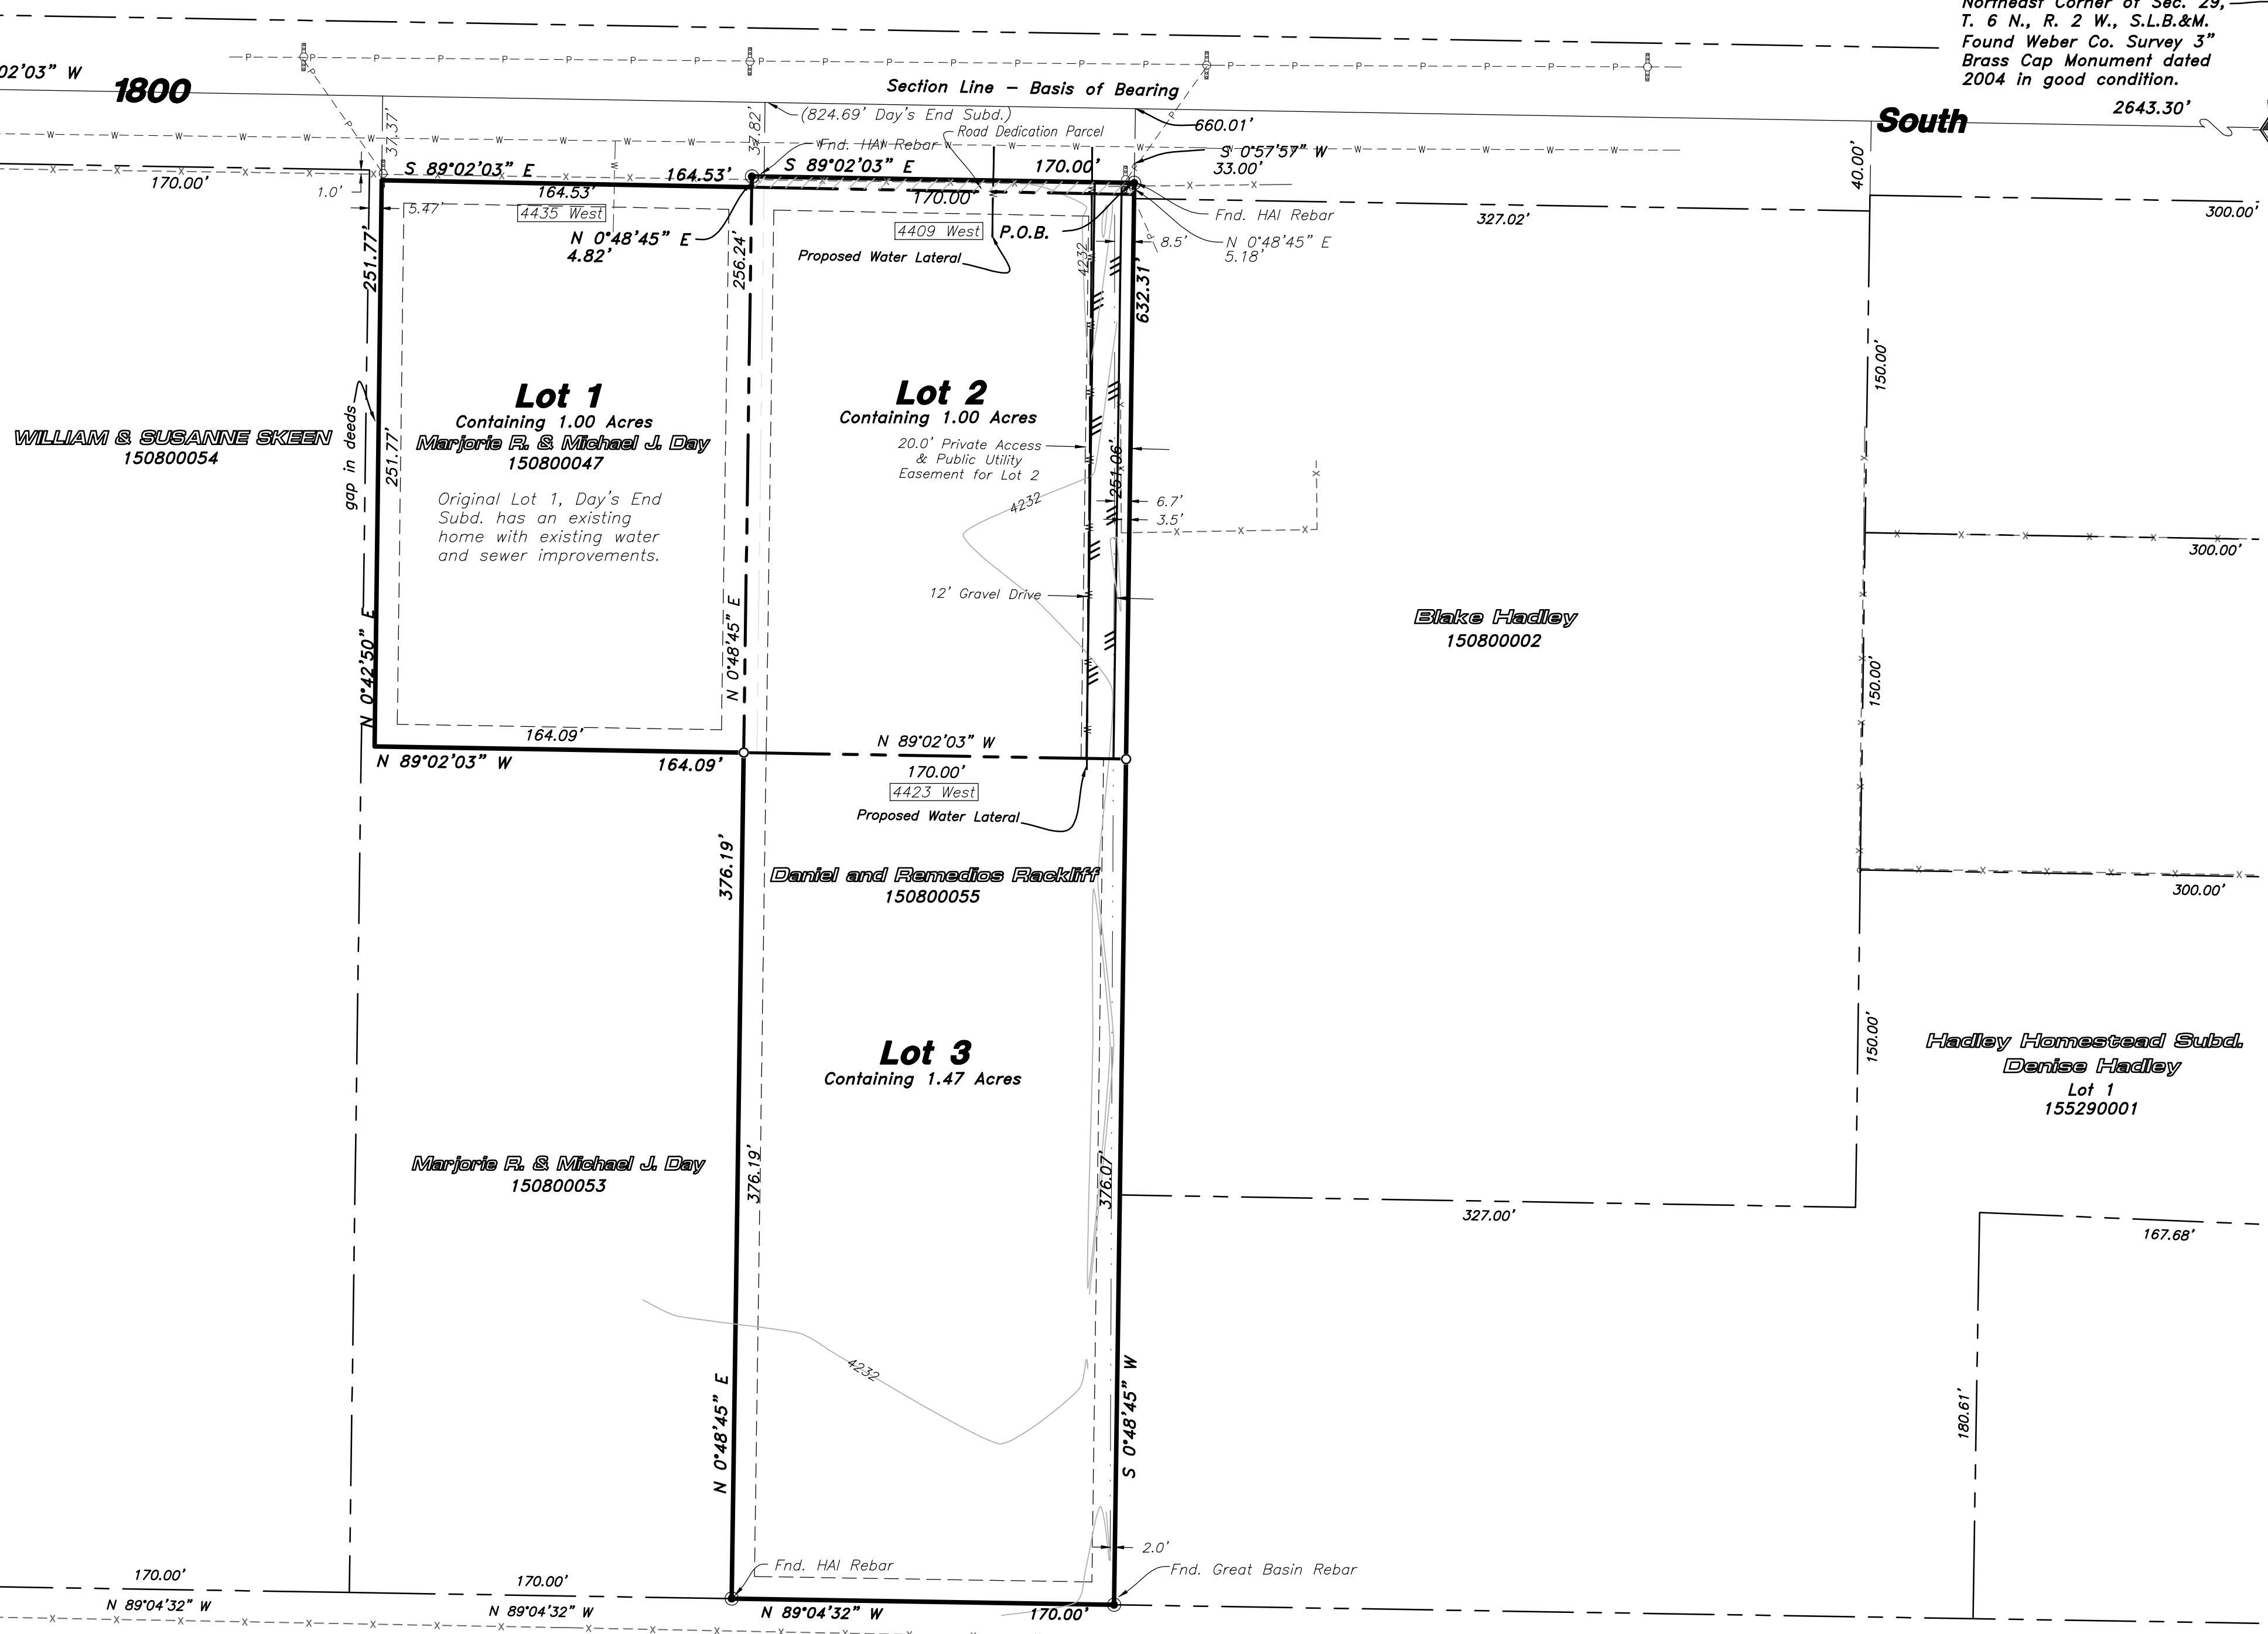 Northeast Corner of Sec. 29,
T. 6 N., R. 2 W., S.L.B.&M.
Found Weber Co. Survey 3"
Brass Cap Monument dated
2004 in good condition.
02'03" W
1800
Section Line - Basis of Bearing
South
2643.30'
37.37'
37.82'
(824.69' Day's End Subd.)
660.01'
Road Dedication Parcel
Fnd. HAI Rebar
S 0°57'57" W
33.00'
40.00'
170.00'
1.0'
S 89°02'03 E
164.53'
164.53'
S 89°02'03 E
170.00'
170.00'
5.47'
4435 West
N 0°48'45" E
4.82'
4409 West
P.O.B.
Proposed Water Lateral
8.5'
Fnd. HAI Rebar
N 0°48'45" E
5.18'
327.02'
300.00'
251.77'
256.24'
4232
632.31'
150.00'
Lot 1
Containing 1.00 Acres
Marjorie R. & Michael J. Day
150800047
Original Lot 1, Day's End
Subd. has an existing
home with existing water
and sewer improvements.
Lot 2
Containing 1.00 Acres
20.0' Private Access
& Public Utility
Easement for Lot 2
4232
251.06'
6.7'
3.5'
12' Gravel Drive
WILLIAM & SUSANNE SKEEN
150800054
gap in deeds
251.77'
N 0°42'50" E
N 0°48'45" E
Blake Hadley
150800002
300.00'
150.00'
164.09'
N 89°02'03" W
164.09'
N 89°02'03" W
170.00'
4423 West
Proposed Water Lateral
376.19'
Daniel and Remedios Rackliff
150800055
300.00'
Lot 3
Containing 1.47 Acres
150.00'
Hadley Homestead Subd.
Denise Hadley
Lot 1
155290001
Marjorie R. & Michael J. Day
150800053
376.19'
376.07'
327.00'
167.68'
4232
N 0°48'45" E
S 0°48'45" W
180.61'
2.0'
Fnd. HAI Rebar
Fnd. Great Basin Rebar
170.00'
N 89°04'32" W
170.00'
N 89°04'32" W
N 89°04'32" W
170.00'